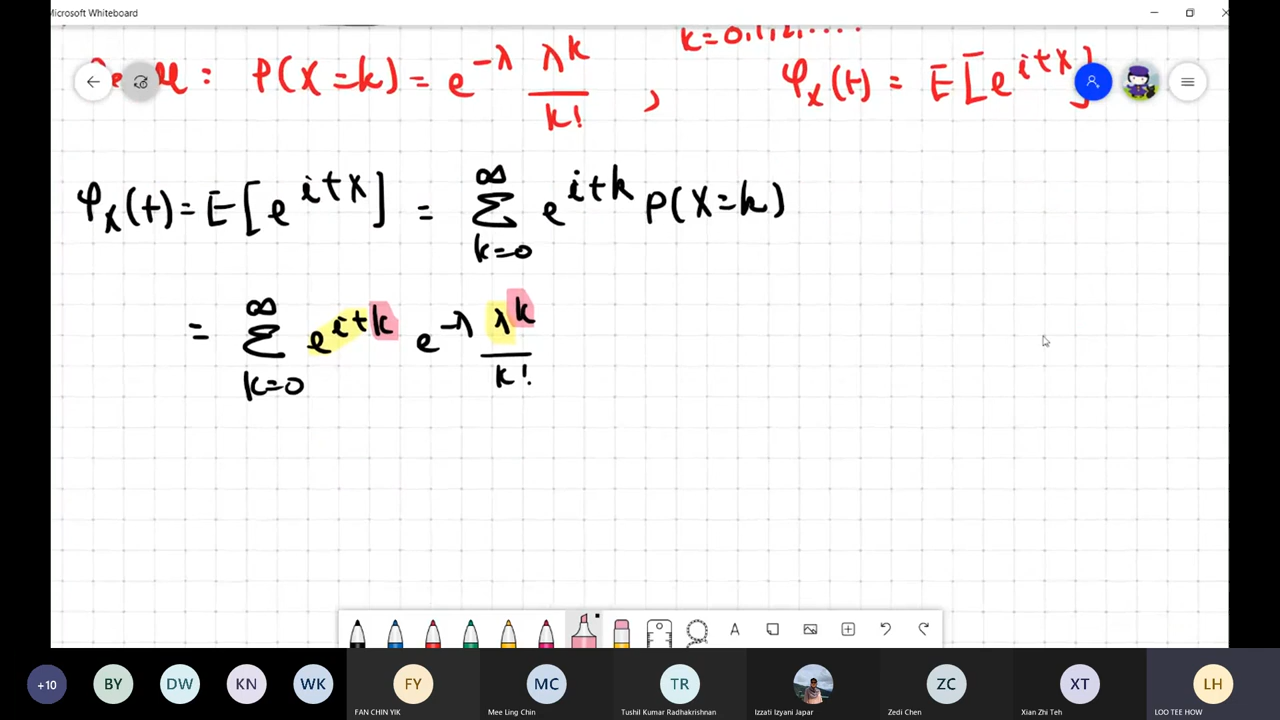 Microsoft Whiteboard
k=0,1,2,....
: P(X=k) = e^{-λ} λ^k / k! , φ_X(t) = E[e^{itX}]
φ_X(t) = E[e^{itX}] = ∑_{k=0}^{∞} e^{itk} P(X=k)
= ∑_{k=0}^{∞} e^{itk} e^{-λ} λ^k / k!
A
+10 BY DW KN WK FY MC TR ZC XT LH
FAN CHIN YIK Mee Ling Chin Tushil Kumar Radhakrishnan Izzati Izyani Japar Zedi Chen Xian Zhi Teh LOO TEE HOW